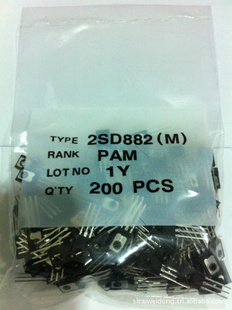 TYPE 2SD882 (M)
RANK PAM
LOT NO 1Y
Q'TY 200 PCS